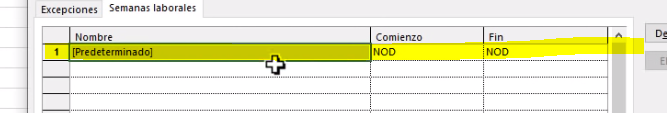 Excepciones Semanas laborales
Nombre Comienzo Fin
1 [Predeterminado] NOD NOD